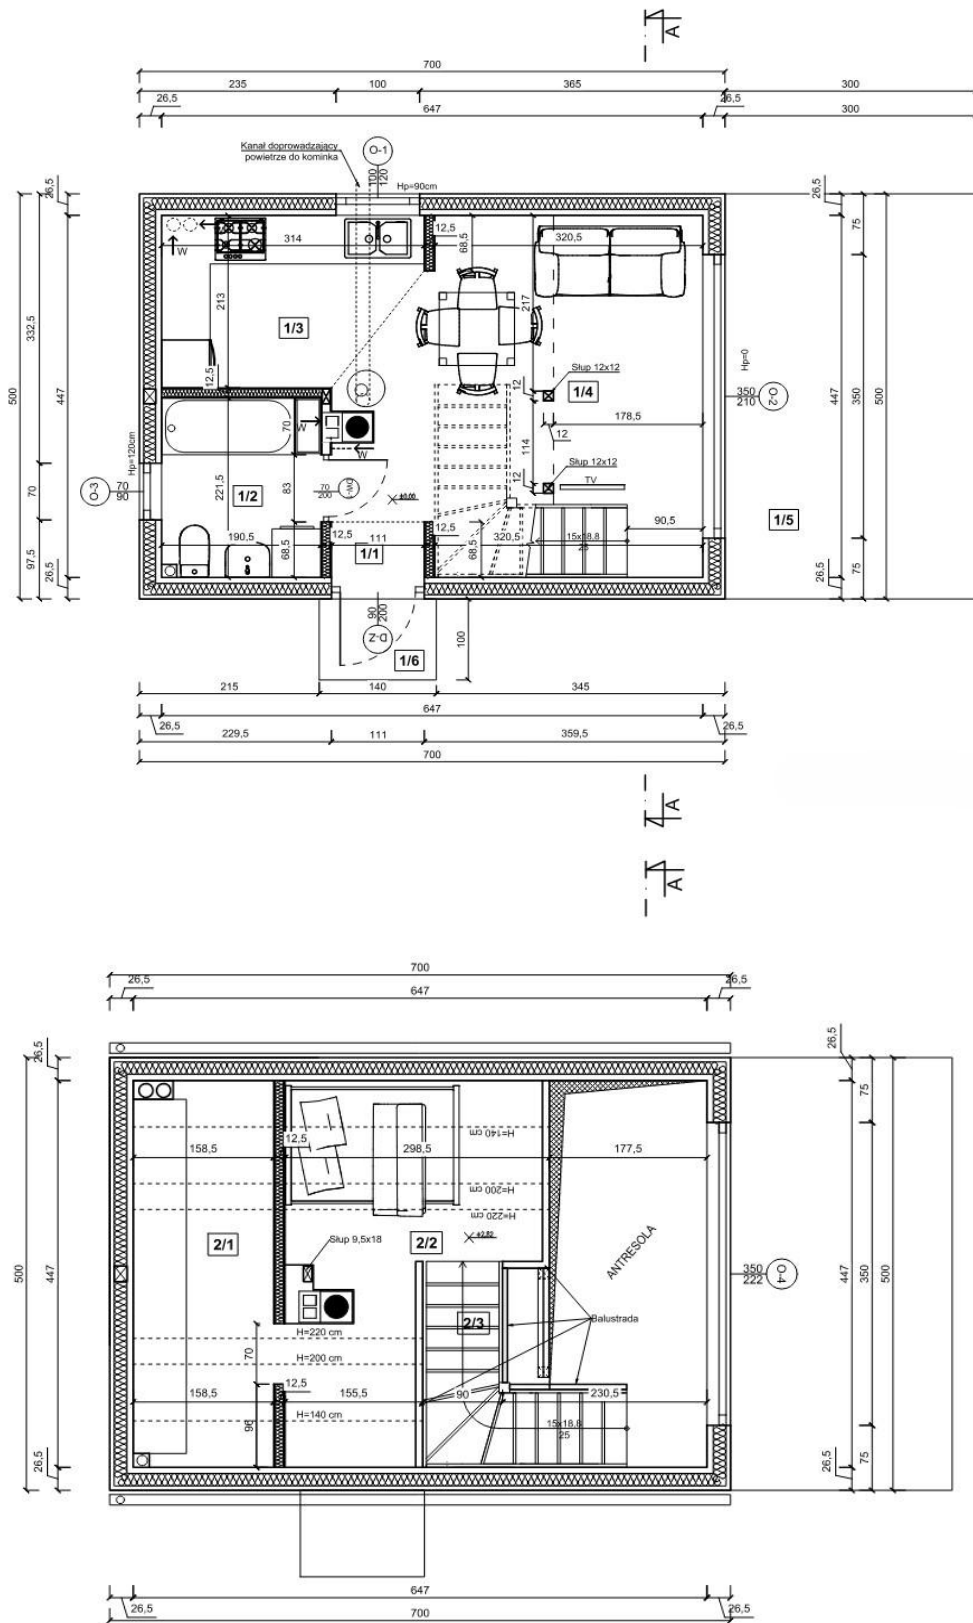 A
700
235 100 365 300
26,5 647 26,5 300
Kanał doprowadzający
powietrze do kominka
O-1
100
120
Hp=90cm
26,5 26,5 26,5 75
W
314 12,5 68,5 320,5
213 217
1/3
332,5
500 447
12,5
12
Słup 12x12
1/4
Hp=0
350
210
O-2
447 350 500
178,5
12
114
W 70
W
Hp=120cm
Słup 12x12
12
TV
O-3
70
90
70
221,5
1/2
83
70
200
DW-1
±0,00
1/5
90,5
190,5 68,5 12,5 111 12,5 68,5 320,5
15x18,8
25
1/1
97,5 26,5
26,5 75
90
200
D-Z
1/6
100
215 140 345
647
26,5 26,5
229,5 111 359,5
700
A
A
700
26,5 26,5
647
26,5 26,5 75
H=140 cm
12,5
158,5 298,5 177,5
H=200 cm
H=220 cm
2/1
Słup 9,5x18
2/2
+2,82
ANTRESOLA
500 447
350
222
O-4
447 350 500
2/3
Balustrada
H=220 cm
70
H=200 cm
12,5
158,5 155,5 90 230,5
H=140 cm
96
15x18,8
25
26,5 26,5 75
647
26,5 26,5
700